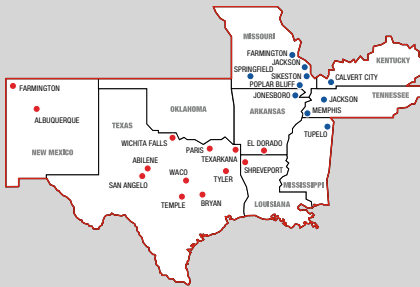 MISSOURI
FARMINGTON
JACKSON
SPRINGFIELD
SIKESTON
POPLAR BLUFF
JONESBORO
KENTUCKY
CALVERT CITY
TENNESSEE
JACKSON
MEMPHIS
TUPELO
FARMINGTON
ALBUQUERQUE
NEW MEXICO
TEXAS
OKLAHOMA
ARKANSAS
WICHITA FALLS
PARIS
TEXARKANA
EL DORADO
ABILENE
SAN ANGELO
WACO
TYLER
SHREVEPORT
MISSISSIPPI
TEMPLE
BRYAN
LOUISIANA